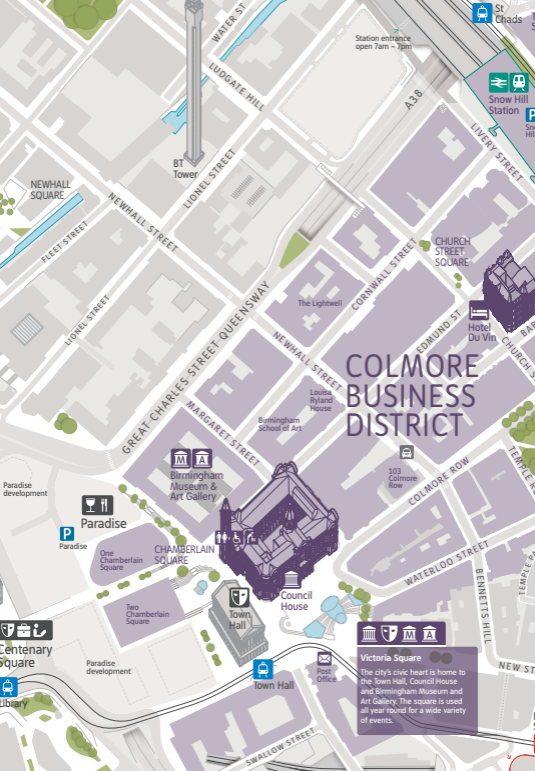 St
Chads
WATER ST
Station entrance
open 7am – 7pm
LUDGATE HILL
A38
Snow Hill
Station
P
LIVERY STREET
BT
Tower
LIONEL STREET
NEWHALL
SQUARE
NEWHALL STREET
FLEET STREET
CHURCH
STREET
SQUARE
CORNWALL STREET
The Lightwell
LIONEL STREET
GREAT CHARLES STREET QUEENSWAY
EDMUND ST
Hotel
Du Vin
CHURCH S
NEWHALL STREET
COLMORE
BUSINESS
DISTRICT
Louisa
Ryland
House
MARGARET STREET
Birmingham
School of Art
M A
Birmingham
Museum &
Art Gallery
103
Colmore
Row
COLMORE ROW
TEMPLE R
Paradise
development
Paradise
P
Paradise
One
Chamberlain
Square
CHAMBERLAIN
SQUARE
WATERLOO STREET
BENNETTS HILL
TEMPLE PA
Council
House
Two
Chamberlain
Square
Town
Hall
Centenary
Square
Paradise
development
Library
Town Hall
Post
Office
M A
Victoria Square
The city's civic heart is home to
the Town Hall, Council House
and Birmingham Museum and
Art Gallery. The square is used
all year round for a wide variety
of events.
NEW ST
SWALLOW STREET